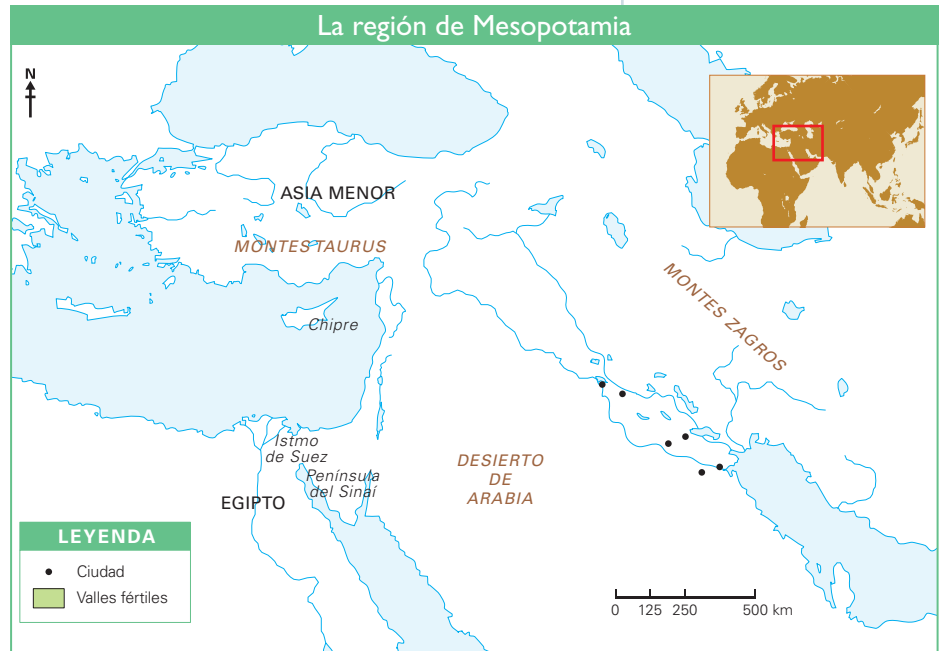 La región de Mesopotamia
N
ASIA MENOR
MONTES TAURUS
MONTES ZAGROS
Chipre
Istmo
de Suez
Península
del Sinaí
EGIPTO
DESIERTO
DE
ARABIA
LEYENDA
Ciudad
Valles fértiles
0 125 250 500 km